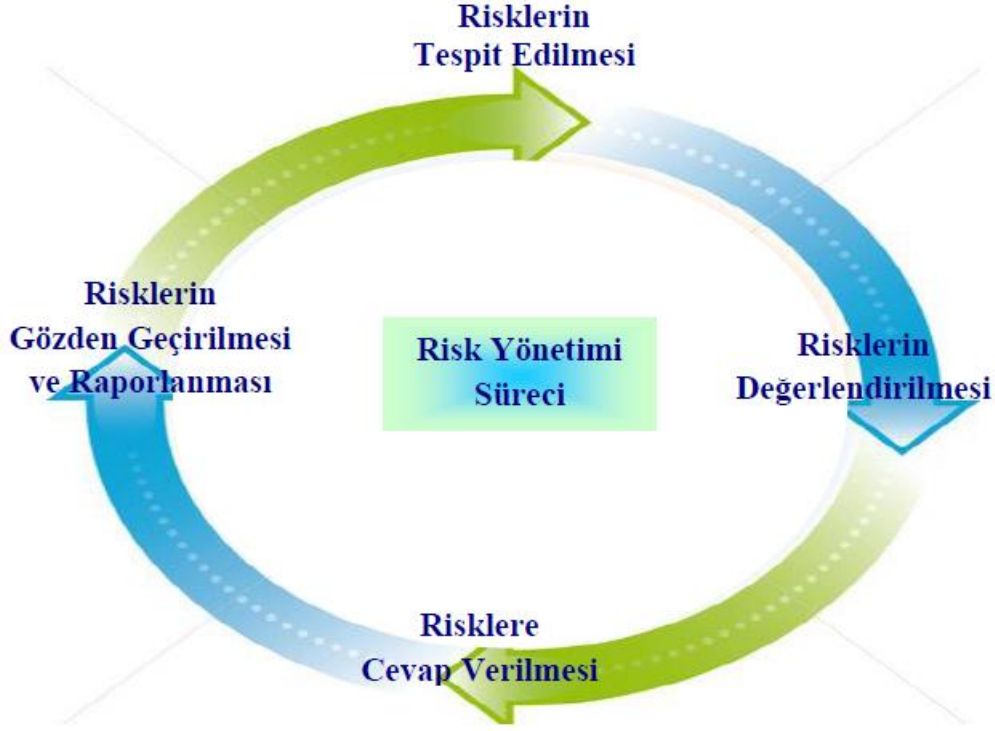 Risklerin
Tespit Edilmesi
Risklerin
Gözden Geçirilmesi
ve Raporlanması
Risk Yönetimi
Süreci
Risklerin
Değerlendirilmesi
Risklere
Cevap Verilmesi